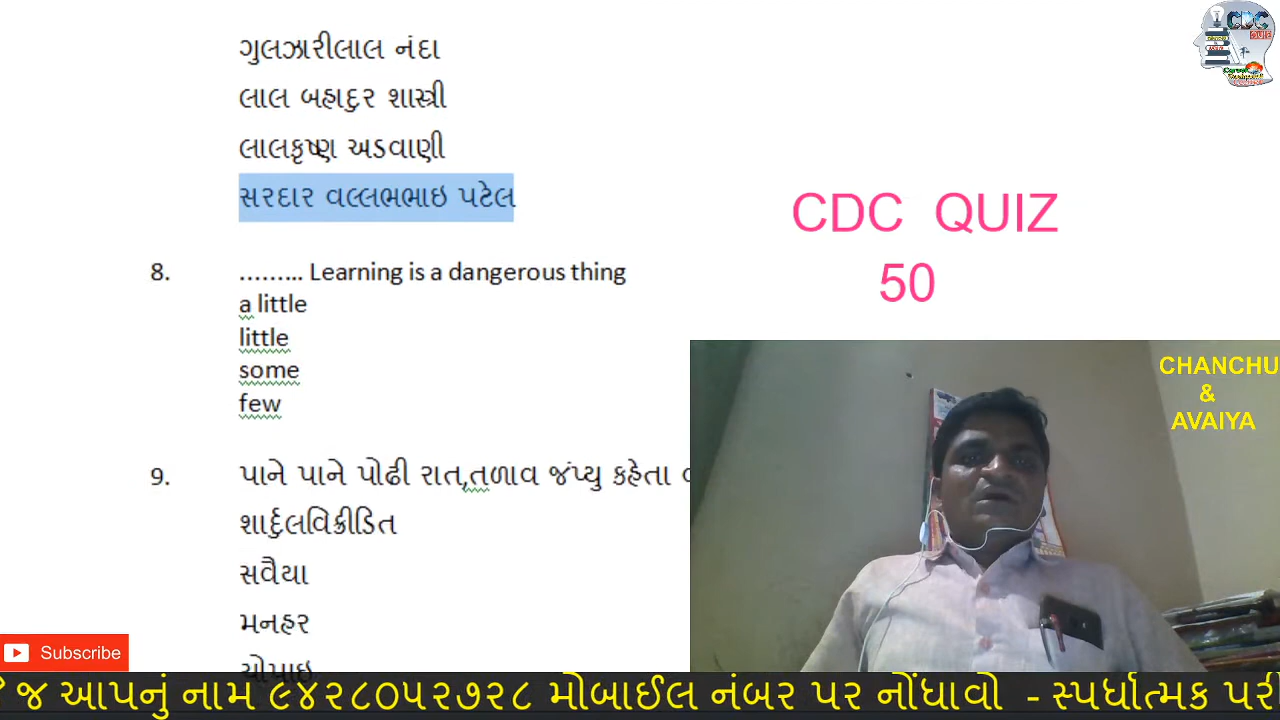 ગુલઝારીલાલ નંદા
લાલ બહાદુર શાસ્ત્રી
લાલકૃષ્ણ અડવાણી
સરદાર વલ્લભભાઇ પટેલ
CDC QUIZ
50
8. ......... Learning is a dangerous thing
a little
little
some
few
CHANCHU
&
AVAIYA
9. પાને પાને પોઢી રાત,તળાવ જંપ્યુ કહેતા
શાર્દુલવિક્રીડિત
સવૈયા
મનહર
ચોપાઇ
Subscribe
જ આપનું નામ ૯૪૨૮૦૫૨૭૨૮ મોબાઈલ નંબર પર નોંધાવો - સ્પર્ધાત્મક
CDC